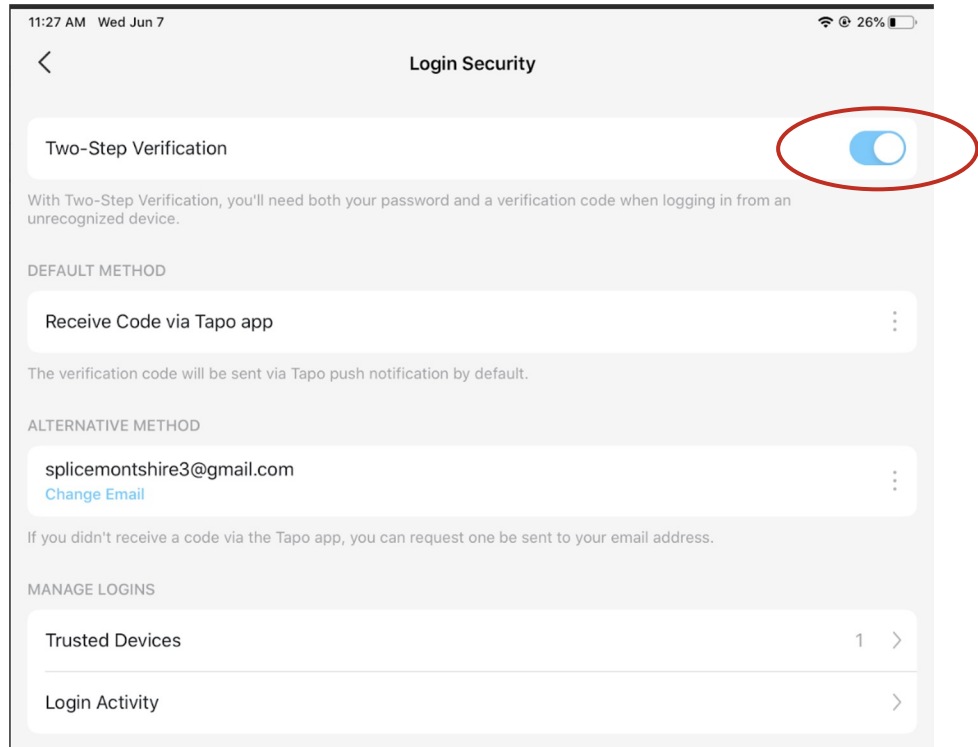 11:27 AM Wed Jun 7
26%
Login Security
Two-Step Verification
With Two-Step Verification, you'll need both your password and a verification code when logging in from an
unrecognized device.
DEFAULT METHOD
Receive Code via Tapo app
The verification code will be sent via Tapo push notification by default.
ALTERNATIVE METHOD
splicemontshire3@gmail.com
Change Email
If you didn't receive a code via the Tapo app, you can request one be sent to your email address.
MANAGE LOGINS
Trusted Devices 1
Login Activity